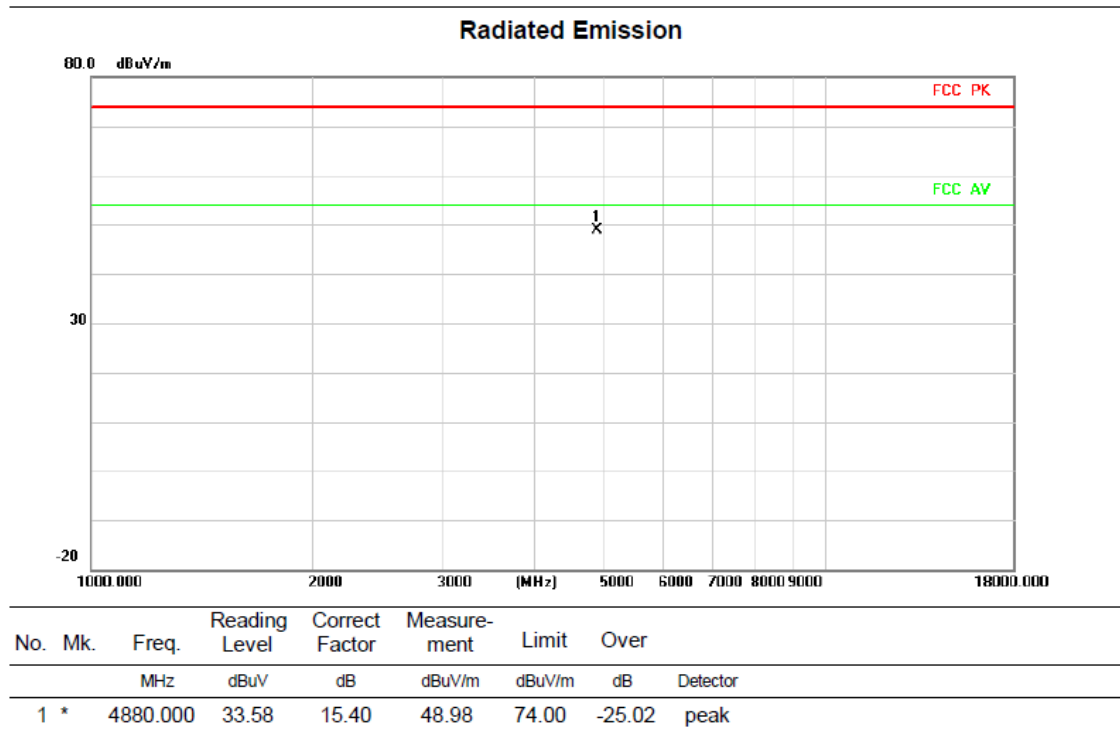 Radiated Emission
80.0 dBuV/m
FCC PK
FCC AV
1
30
-20
1000.000 2000 3000 (MHz) 5000 6000 7000 8000 9000 18000.000
No. Mk. Freq. Reading Level Correct Factor Measure-ment Limit Over
MHz dBuV dB dBuV/m dBuV/m dB Detector
1 * 4880.000 33.58 15.40 48.98 74.00 -25.02 peak